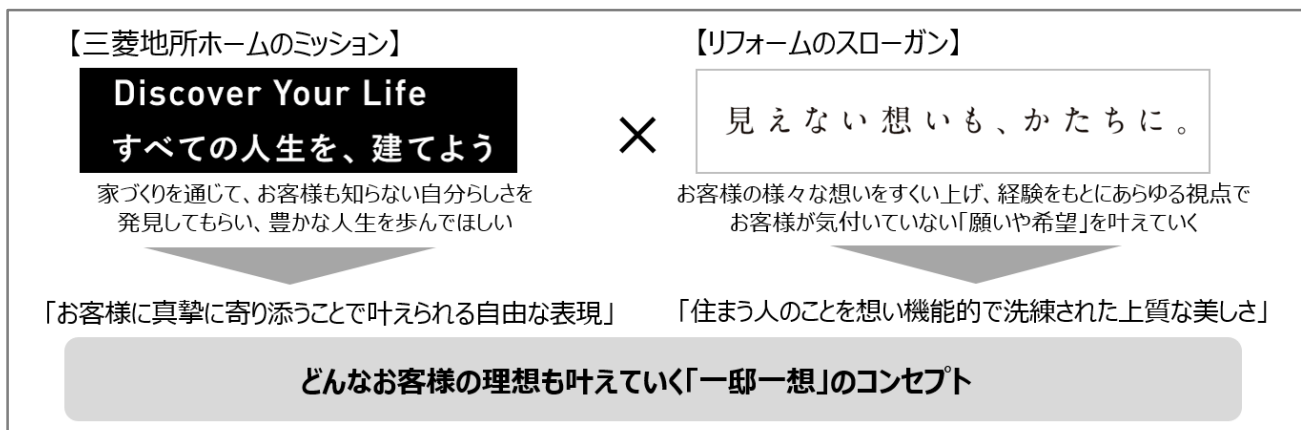 【三菱地所ホームのミッション】
Discover Your Life
すべての人生を、建てよう
家づくりを通じて、お客様も知らない自分らしさを
発見してもらい、豊かな人生を歩んでほしい
「お客様に真摯に寄り添うことで叶えられる自由な表現」
×
【リフォームのスローガン】
見えない想いも、かたちに。
お客様の様々な想いをすくい上げ、経験をもとにあらゆる視点で
お客様が気付いていない「願いや希望」を叶えていく
「住まう人のことを想い機能的で洗練された上質な美しさ」
どんなお客様の理想も叶えていく「一邸一想」のコンセプト